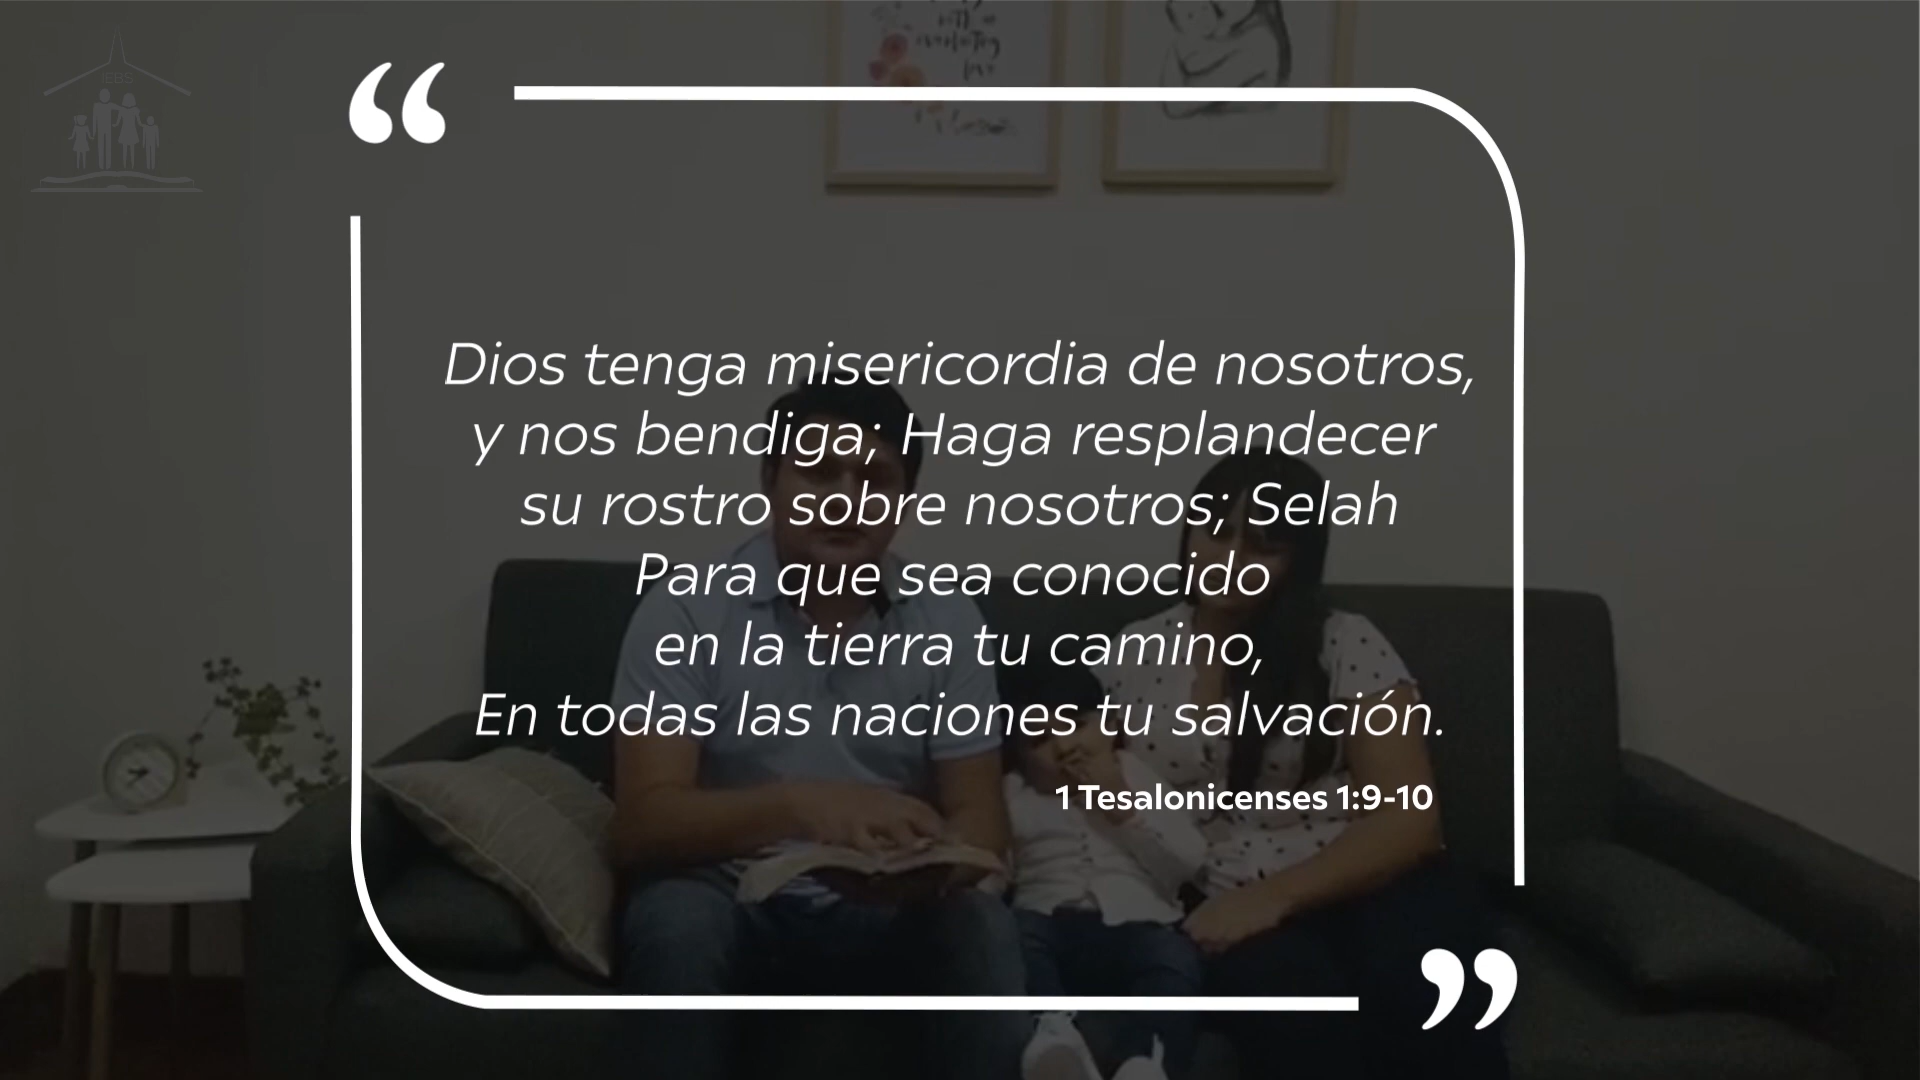 IEBS
Dios tenga misericordia de nosotros,
y nos bendiga; Haga resplandecer
su rostro sobre nosotros; Selah
Para que sea conocido
en la tierra tu camino,
En todas las naciones tu salvación.
1 Tesalonicenses 1:9-10